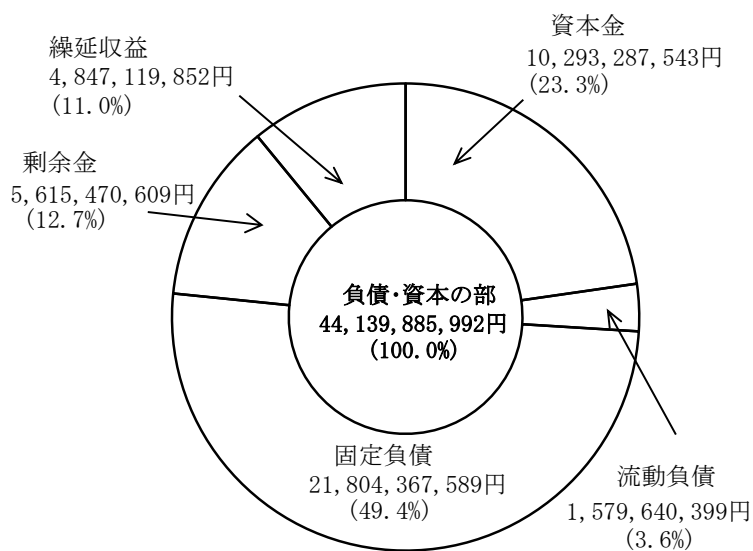 資本金
10,293,287,543円
(23.3%)
繰延収益
4,847,119,852円
(11.0%)
剰余金
5,615,470,609円
(12.7%)
負債・資本の部
44,139,885,992円
(100.0%)
固定負債
21,804,367,589円
(49.4%)
流動負債
1,579,640,399円
(3.6%)